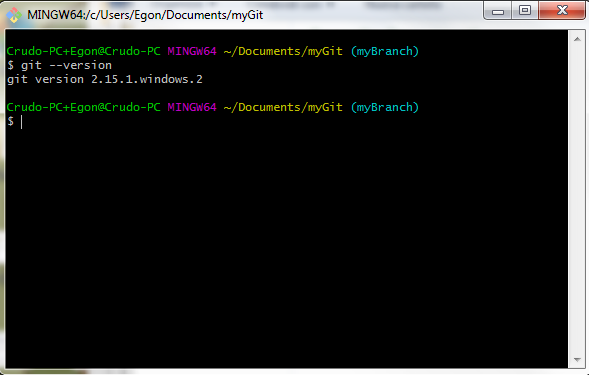 MINGW64:/c/Users/Egon/Documents/myGit
Crudo-PC+Egon@Crudo-PC MINGW64 ~/Documents/myGit (myBranch)
$ git --version
git version 2.15.1.windows.2
Crudo-PC+Egon@Crudo-PC MINGW64 ~/Documents/myGit (myBranch)
$